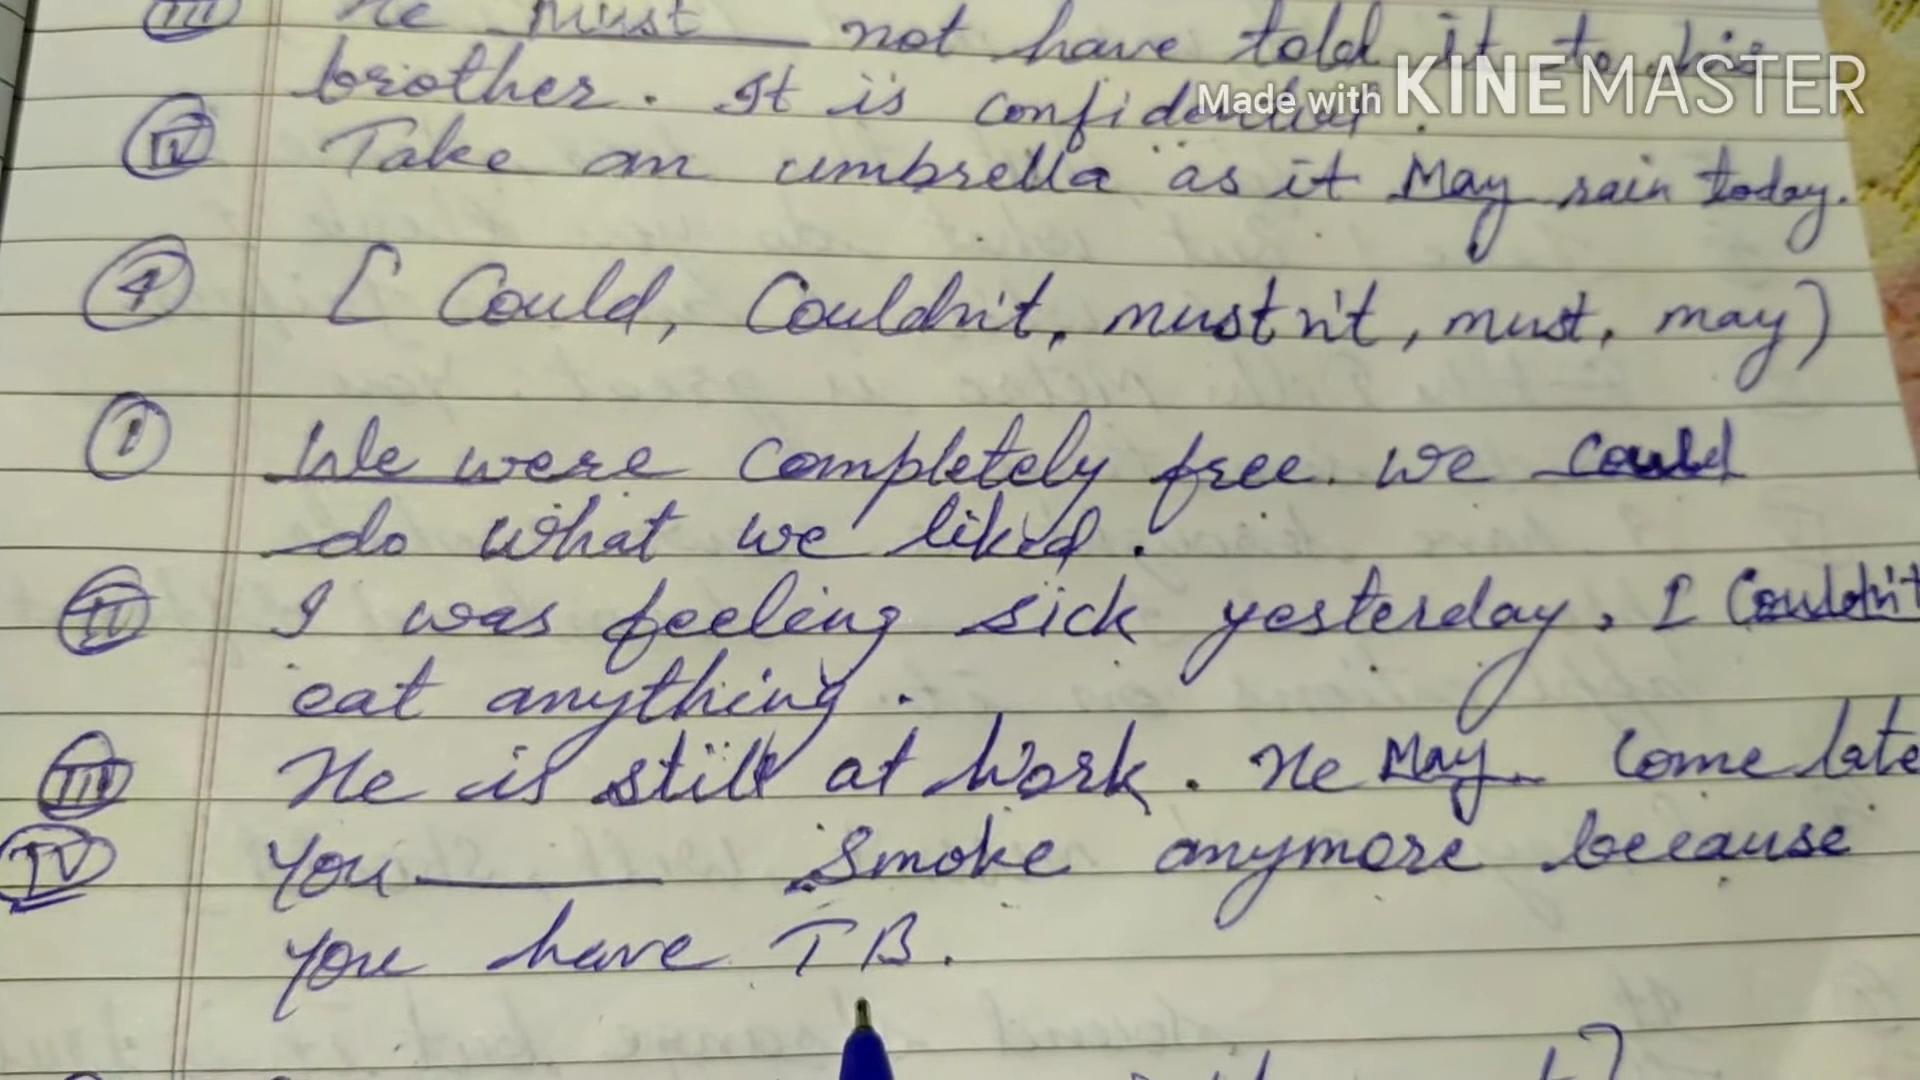 III He must not have told it to his
Made with KINEMASTER
brother. It is confidential.
IV Take an umbrella as it May rain today.
4 [ Could, Couldn't, mustn't, must, may)
I We were completely free. we could
do what we liked.
II I was feeling sick yesterday. I Couldn't
eat anything.
III He is still at work. He May Come late
IV You ______ Smoke anymore because
you have TB.